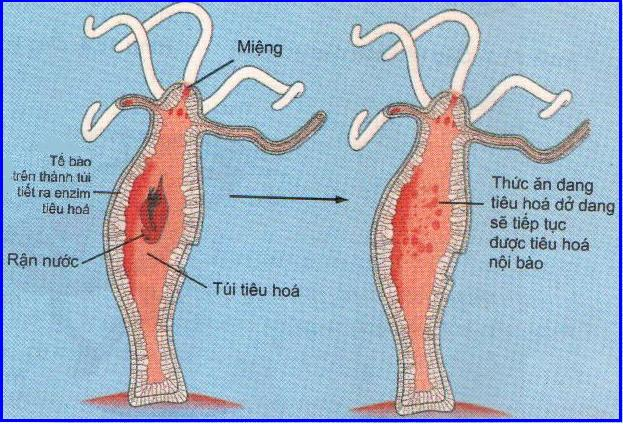 Miệng
Tế bào
trên thành túi
tiết ra enzim
tiêu hoá
Rận nước
Túi tiêu hoá
Thức ăn đang
tiêu hoá dở dang
sẽ tiếp tục
được tiêu hoá
nội bào